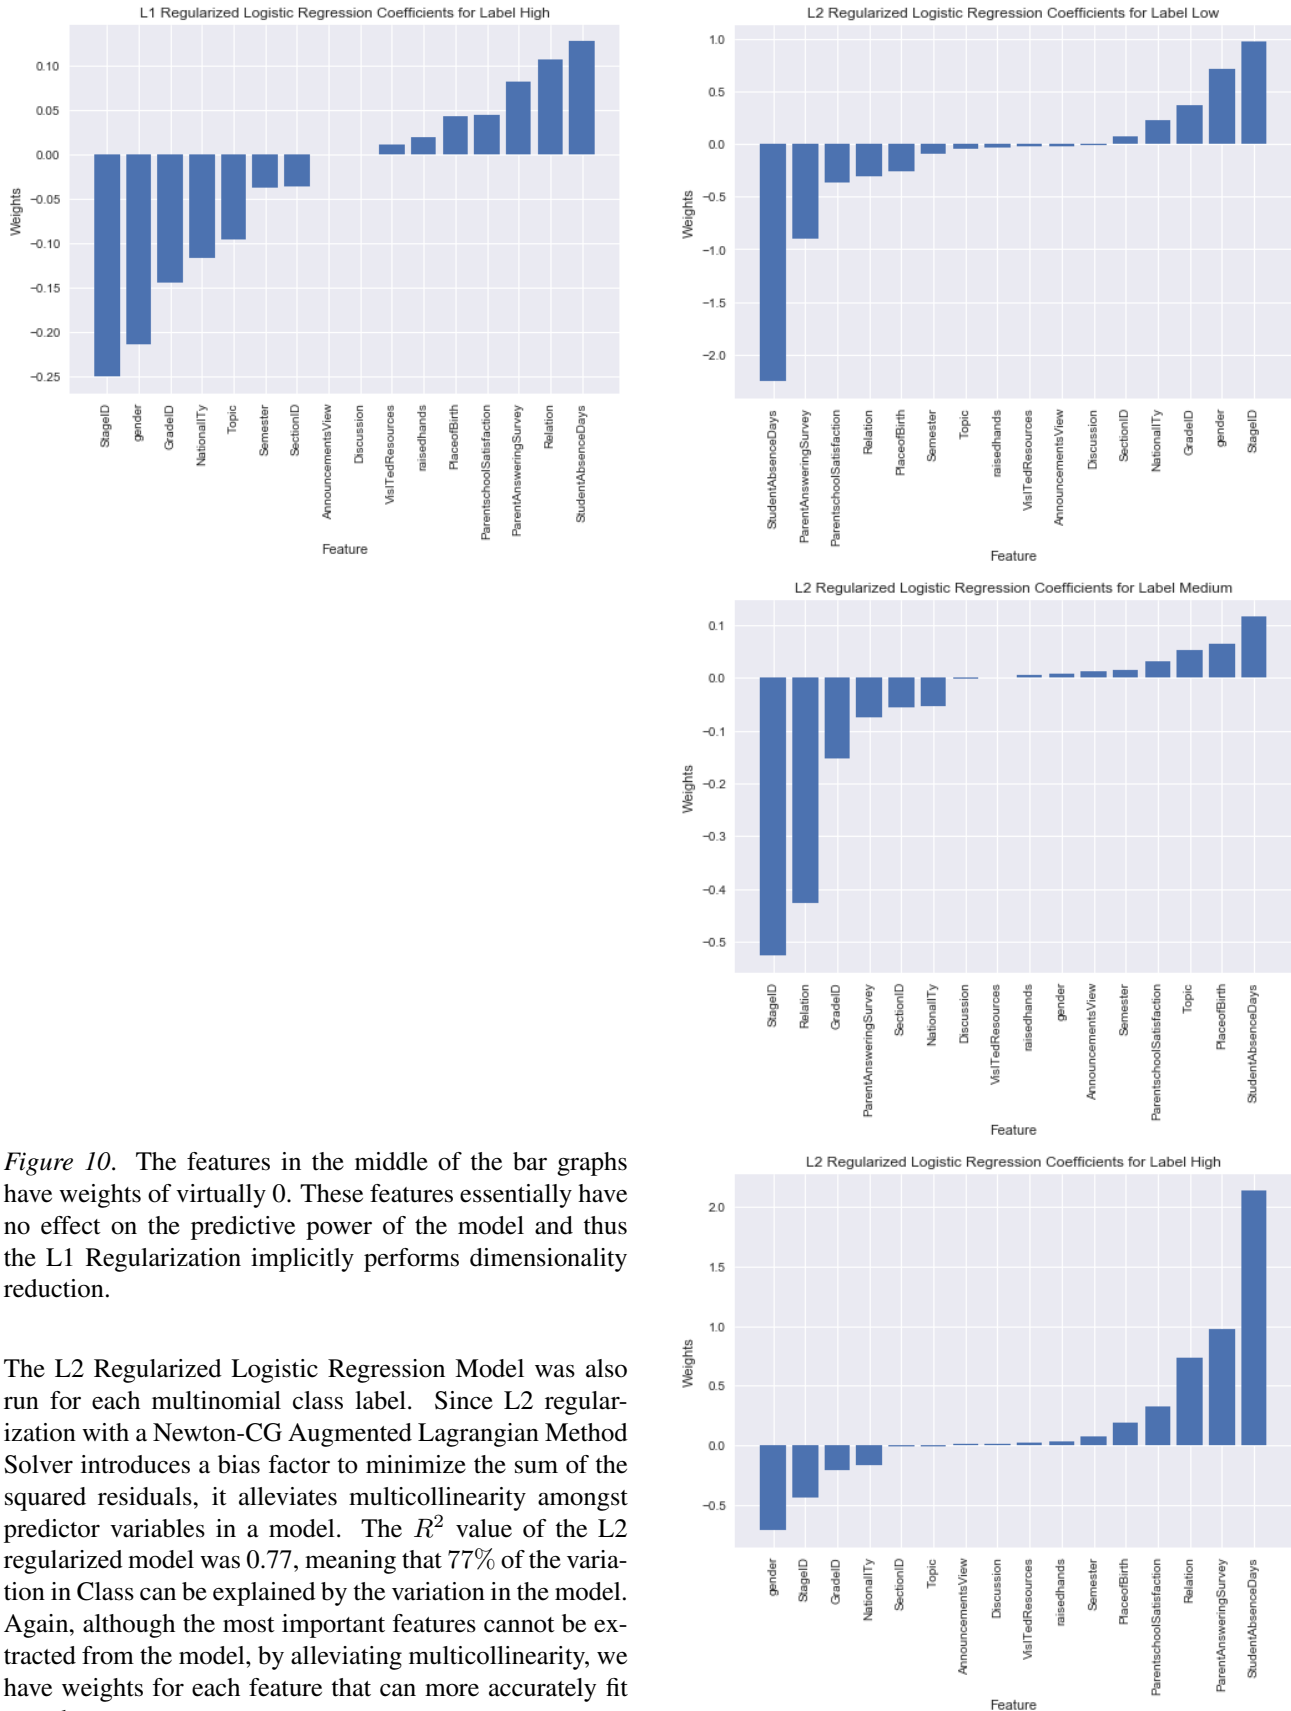 L1 Regularized Logistic Regression Coefficients for Label High
0.10
0.05
0.00
−0.05
−0.10
−0.15
−0.20
−0.25
Weights
StageID
gender
GradeID
NationalITy
Topic
Semester
SectionID
AnnouncementsView
Discussion
VisITedResources
raisedhands
PlaceofBirth
ParentschoolSatisfaction
ParentAnsweringSurvey
Relation
StudentAbsenceDays
Feature
Figure 10. The features in the middle of the bar graphs
have weights of virtually 0. These features essentially have
no effect on the predictive power of the model and thus
the L1 Regularization implicitly performs dimensionality
reduction.
The L2 Regularized Logistic Regression Model was also
run for each multinomial class label. Since L2 regular-
ization with a Newton-CG Augmented Lagrangian Method
Solver introduces a bias factor to minimize the sum of the
squared residuals, it alleviates multicollinearity amongst
predictor variables in a model. The R² value of the L2
regularized model was 0.77, meaning that 77% of the varia-
tion in Class can be explained by the variation in the model.
Again, although the most important features cannot be ex-
tracted from the model, by alleviating multicollinearity, we
have weights for each feature that can more accurately fit
L2 Regularized Logistic Regression Coefficients for Label Low
1.0
0.5
0.0
−0.5
−1.0
−1.5
−2.0
Weights
StudentAbsenceDays
ParentAnsweringSurvey
ParentschoolSatisfaction
Relation
PlaceofBirth
Semester
Topic
raisedhands
VisITedResources
AnnouncementsView
Discussion
SectionID
NationalITy
GradeID
gender
StageID
Feature
L2 Regularized Logistic Regression Coefficients for Label Medium
0.1
0.0
−0.1
−0.2
−0.3
−0.4
−0.5
Weights
StageID
Relation
GradeID
ParentAnsweringSurvey
SectionID
NationalITy
Discussion
VisITedResources
raisedhands
gender
AnnouncementsView
Semester
ParentschoolSatisfaction
Topic
PlaceofBirth
StudentAbsenceDays
Feature
L2 Regularized Logistic Regression Coefficients for Label High
2.0
1.5
1.0
0.5
0.0
−0.5
Weights
gender
StageID
GradeID
NationalITy
SectionID
Topic
AnnouncementsView
Discussion
VisITedResources
raisedhands
Semester
PlaceofBirth
ParentschoolSatisfaction
Relation
ParentAnsweringSurvey
StudentAbsenceDays
Feature